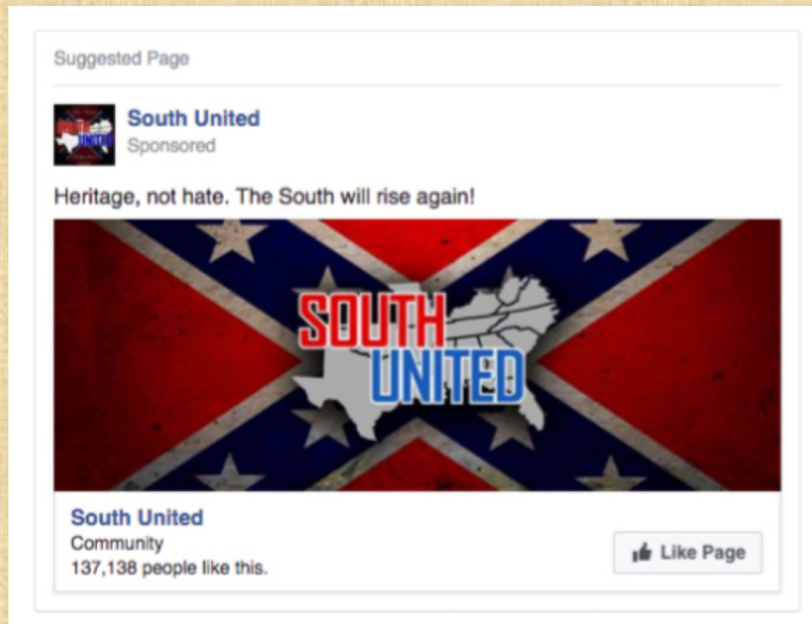 Suggested Page
South United
Sponsored
Heritage, not hate. The South will rise again!
SOUTH
UNITED
South United
Community
137,138 people like this.
Like Page